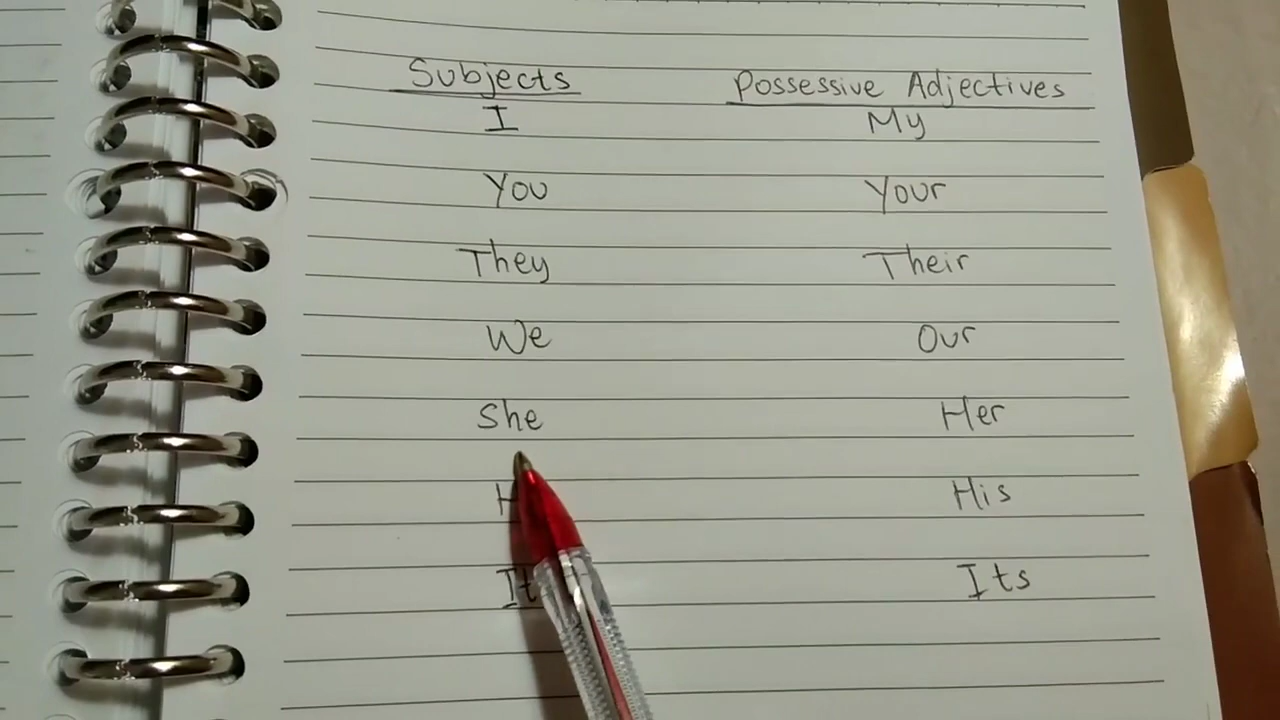 Subjects Possessive Adjectives
I My
You Your
They Their
We Our
She Her
His
It Its